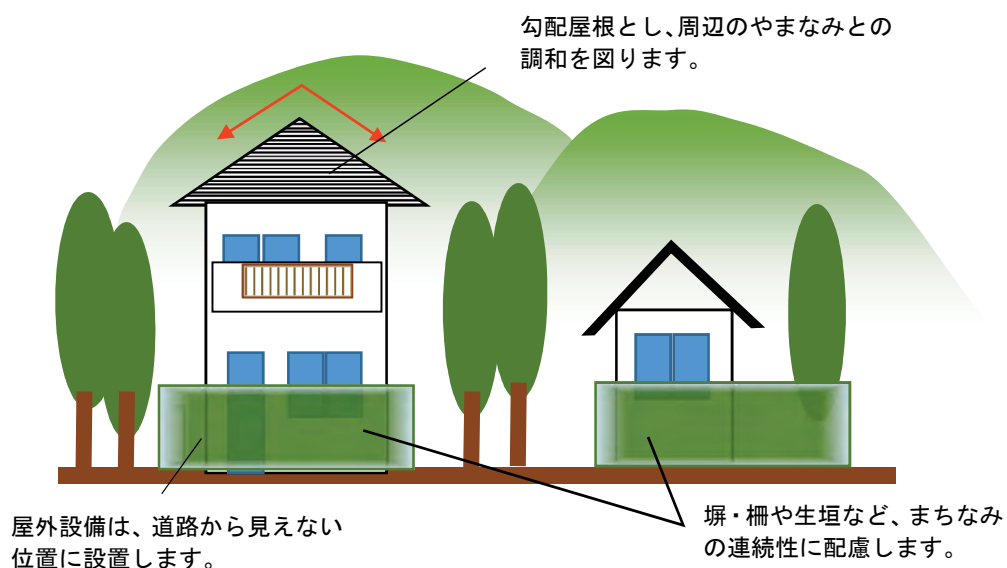 勾配屋根とし、周辺のやまなみとの
調和を図ります。
屋外設備は、道路から見えない
位置に設置します。
塀・柵や生垣など、まちなみ
の連続性に配慮します。